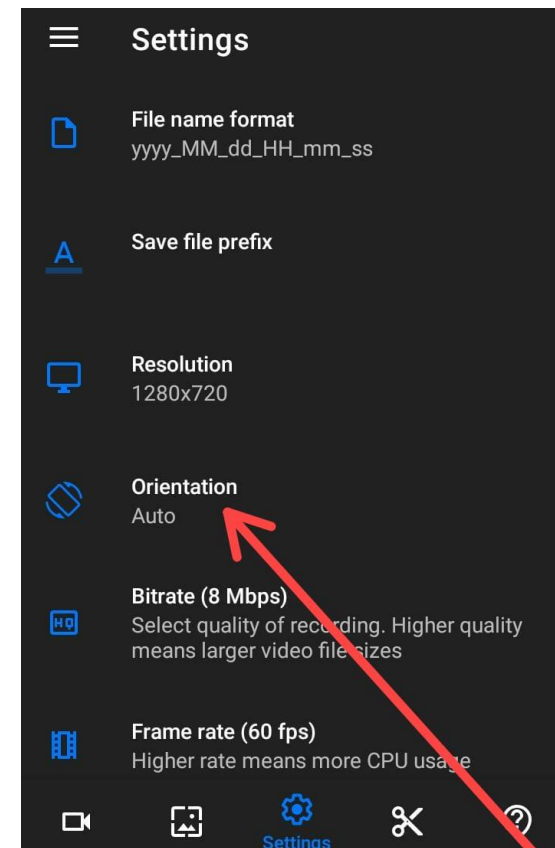 Settings
File name format
yyyy_MM_dd_HH_mm_ss
A
Save file prefix
Resolution
1280x720
Orientation
Auto
HQ
Bitrate (8 Mbps)
Select quality of recording. Higher quality
means larger video file sizes
Frame rate (60 fps)
Higher rate means more CPU usage
Settings